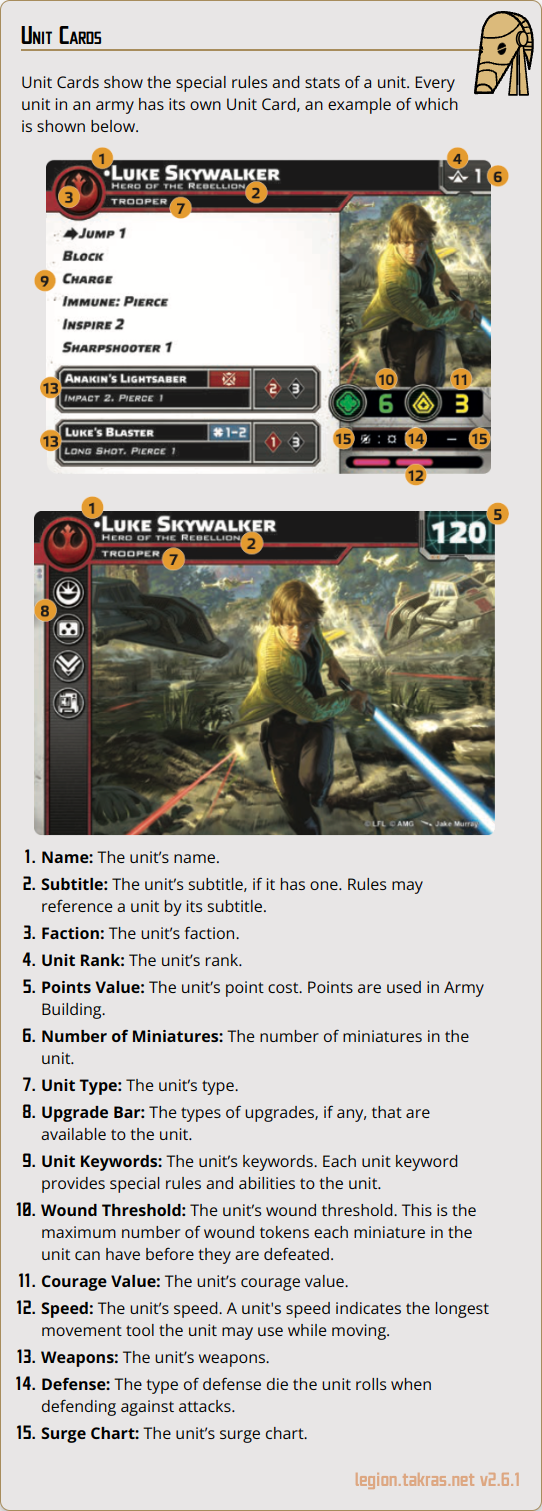 Unit Cards
Unit Cards show the special rules and stats of a unit. Every
unit in an army has its own Unit Card, an example of which
is shown below.
1
•Luke Skywalker
4
Hero of the Rebellion
2
1
6
3
Trooper
7
Jump 1
Block
9
Charge
Immune: Pierce
Inspire 2
Sharpshooter 1
13
Anakin's Lightsaber
Impact 2, Pierce 1
2
3
10
11
6
3
13
Luke's Blaster
1-2
Long Shot, Pierce 1
1
3
15
:
14
–
15
12
1
•Luke Skywalker
5
Hero of the Rebellion
2
120
Trooper
7
8
©LFL © AMG
Jake Murray
1. Name: The unit's name.
2. Subtitle: The unit's subtitle, if it has one. Rules may
reference a unit by its subtitle.
3. Faction: The unit's faction.
4. Unit Rank: The unit's rank.
5. Points Value: The unit's point cost. Points are used in Army
Building.
6. Number of Miniatures: The number of miniatures in the
unit.
7. Unit Type: The unit's type.
8. Upgrade Bar: The types of upgrades, if any, that are
available to the unit.
9. Unit Keywords: The unit's keywords. Each unit keyword
provides special rules and abilities to the unit.
10. Wound Threshold: The unit's wound threshold. This is the
maximum number of wound tokens each miniature in the
unit can have before they are defeated.
11. Courage Value: The unit's courage value.
12. Speed: The unit's speed. A unit's speed indicates the longest
movement tool the unit may use while moving.
13. Weapons: The unit's weapons.
14. Defense: The type of defense die the unit rolls when
defending against attacks.
15. Surge Chart: The unit's surge chart.
legion.takras.net v2.6.1